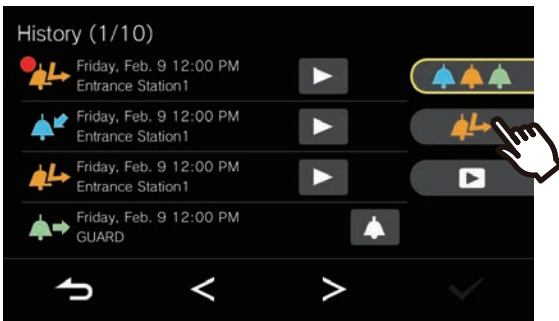 History (1/10)
Friday, Feb. 9 12:00 PM
Entrance Station1
Friday, Feb. 9 12:00 PM
Entrance Station1
Friday, Feb. 9 12:00 PM
Entrance Station1
Friday, Feb. 9 12:00 PM
GUARD